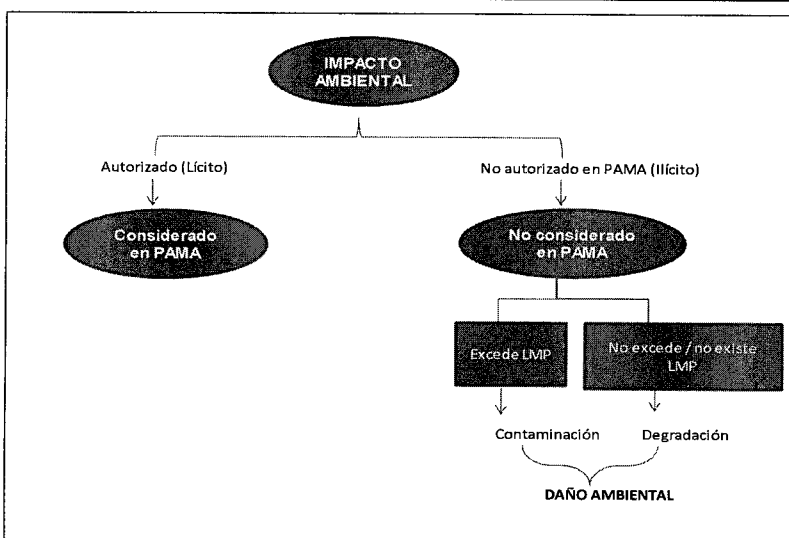 IMPACTO
AMBIENTAL
Autorizado (Lícito)
No autorizado en PAMA (Ilícito)
Considerado
en PAMA
No considerado
en PAMA
Excede LMP
No excede / no existe
LMP
Contaminación
Degradación
DAÑO AMBIENTAL